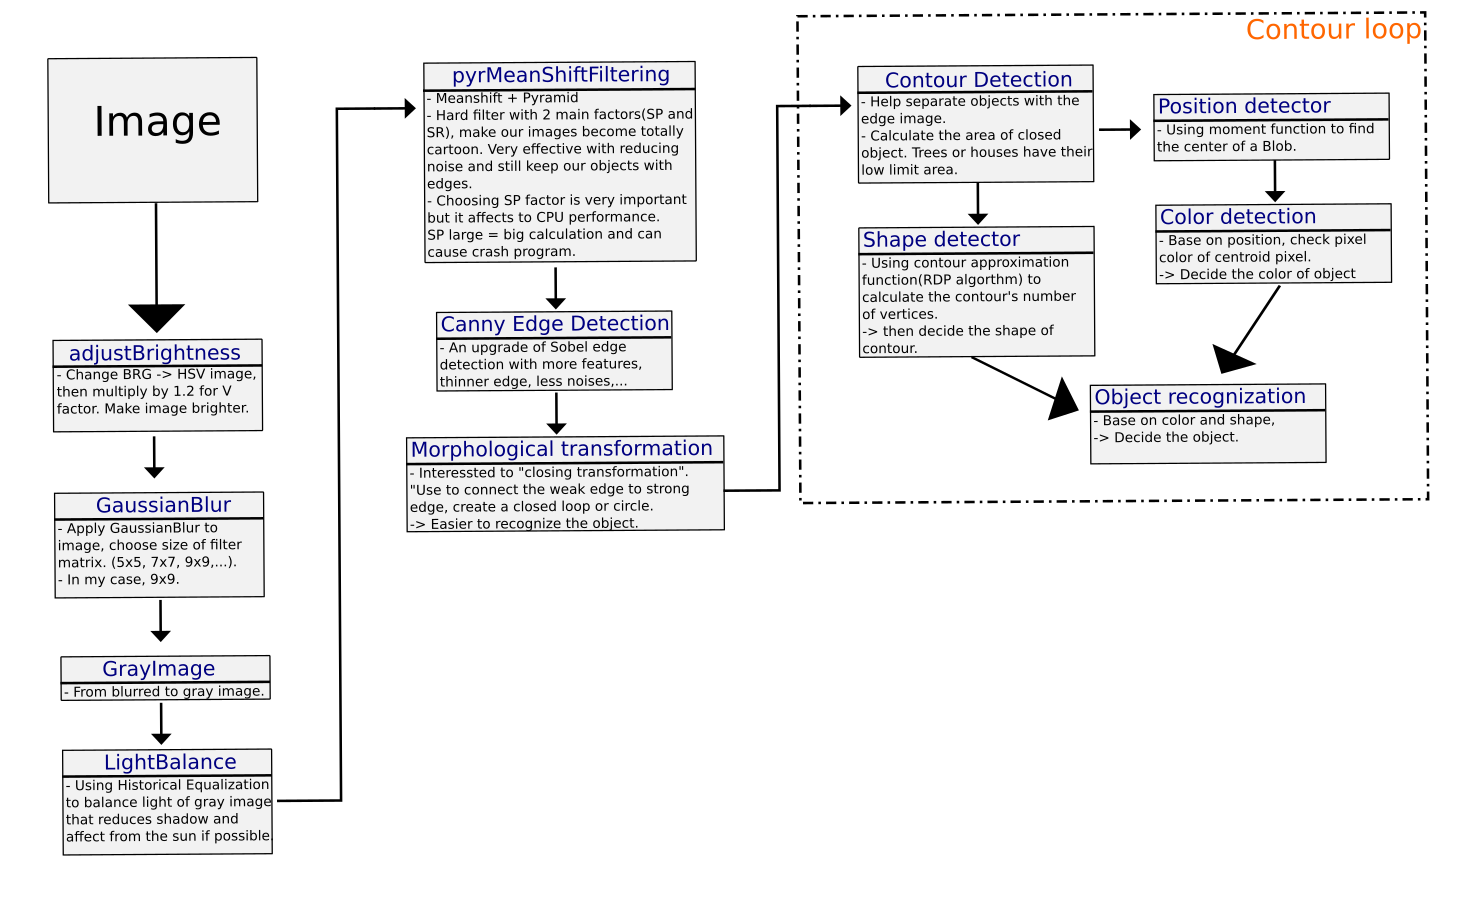 Image
adjustBrightness
- Change BRG -> HSV image,
then multiply by 1.2 for V
factor. Make image brighter.
GaussianBlur
- Apply GaussianBlur to
image, choose size of filter
matrix. (5x5, 7x7, 9x9,...).
- In my case, 9x9.
GrayImage
- From blurred to gray image.
LightBalance
- Using Historical Equalization
to balance light of gray image
that reduces shadow and
affect from the sun if possible.
pyrMeanShiftFiltering
- Meanshift + Pyramid
- Hard filter with 2 main factors(SP and
SR), make our images become totally
cartoon. Very effective with reducing
noise and still keep our objects with
edges.
- Choosing SP factor is very important
but it affects to CPU performance.
SP large = big calculation and can
cause crash program.
Canny Edge Detection
- An upgrade of Sobel edge
detection with more features,
thinner edge, less noises,...
Morphological transformation
- Interessted to "closing transformation".
"Use to connect the weak edge to strong
edge, create a closed loop or circle.
-> Easier to recognize the object.
Contour loop
Contour Detection
- Help separate objects with the
edge image.
- Calculate the area of closed
object. Trees or houses have their
low limit area.
Shape detector
- Using contour approximation
function(RDP algorthm) to
calculate the contour's number
of vertices.
-> then decide the shape of
contour.
Position detector
- Using moment function to find
the center of a Blob.
Color detection
- Base on position, check pixel
color of centroid pixel.
-> Decide the color of object
Object recognization
- Base on color and shape,
-> Decide the object.